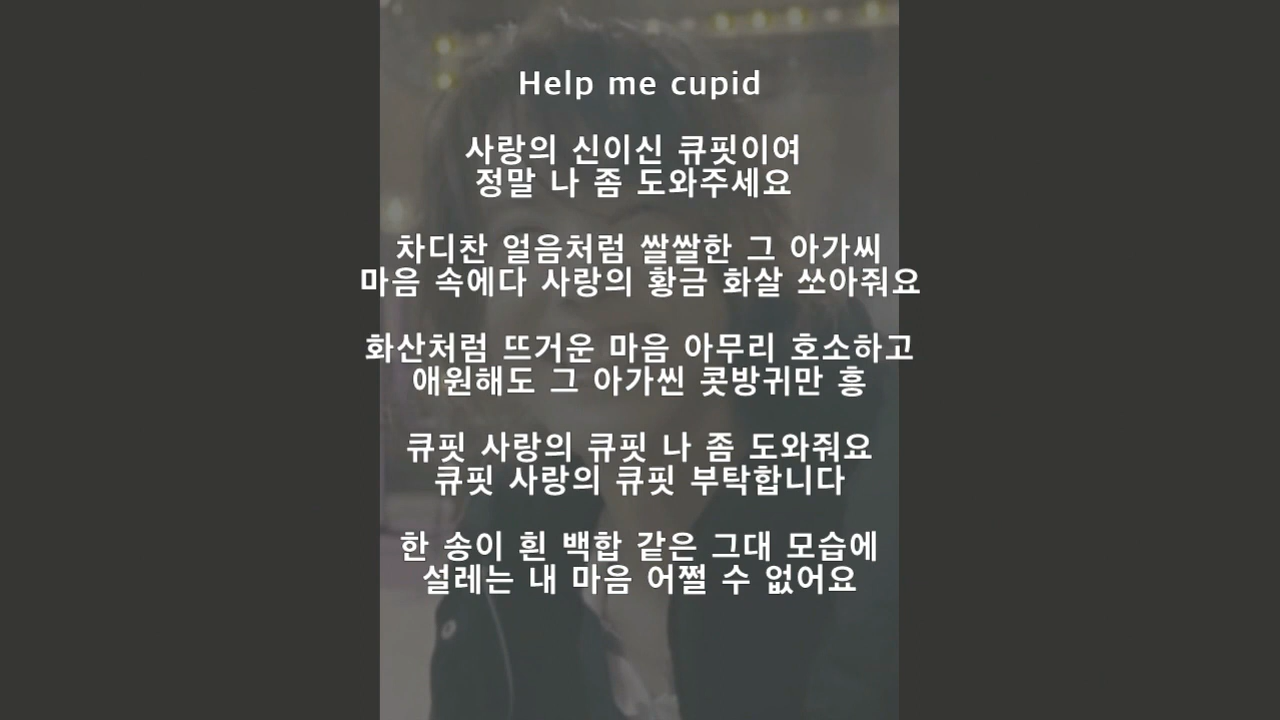 Help me cupid
사랑의 신이신 큐핏이여
정말 나 좀 도와주세요
차디찬 얼음처럼 쌀쌀한 그 아가씨
마음 속에다 사랑의 황금 화살 쏘아줘요
화산처럼 뜨거운 마음 아무리 호소하고
애원해도 그 아가씬 콧방귀만 흥
큐핏 사랑의 큐핏 나 좀 도와줘요
큐핏 사랑의 큐핏 부탁합니다
한 송이 흰 백합 같은 그대 모습에
설레는 내 마음 어쩔 수 없어요